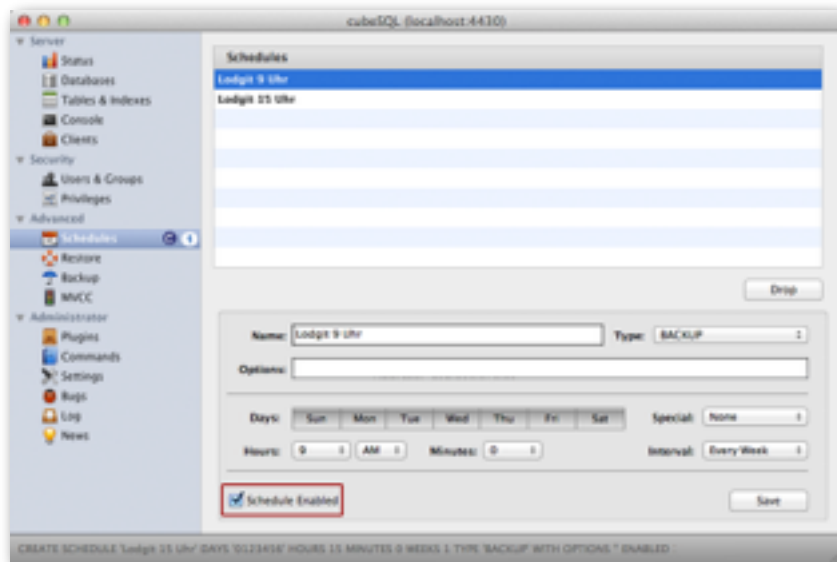 cubeSQL (localhost:4430)
Server
Status
Databases
Tables & Indexes
Console
Clients
Security
Users & Groups
Privileges
Advanced
Schedules
Restore
Backup
MVCC
Administrator
Plugins
Commands
Settings
Bugs
Log
News
Schedules
Lodgit 9 Uhr
Lodgit 15 Uhr
Drop
Name: Lodgit 9 Uhr Type: BACKUP
Options:
Days: Sun Mon Tue Wed Thu Fri Sat Special: None
Hours: 9 AM Minutes: 0 Interval: Every Week
Schedule Enabled Save
CREATE SCHEDULE 'Lodgit 15 Uhr' DAYS '0123456' HOURS 15 MINUTES 0 WEEKS 1 TYPE 'BACKUP' WITH OPTIONS '' ENABLED